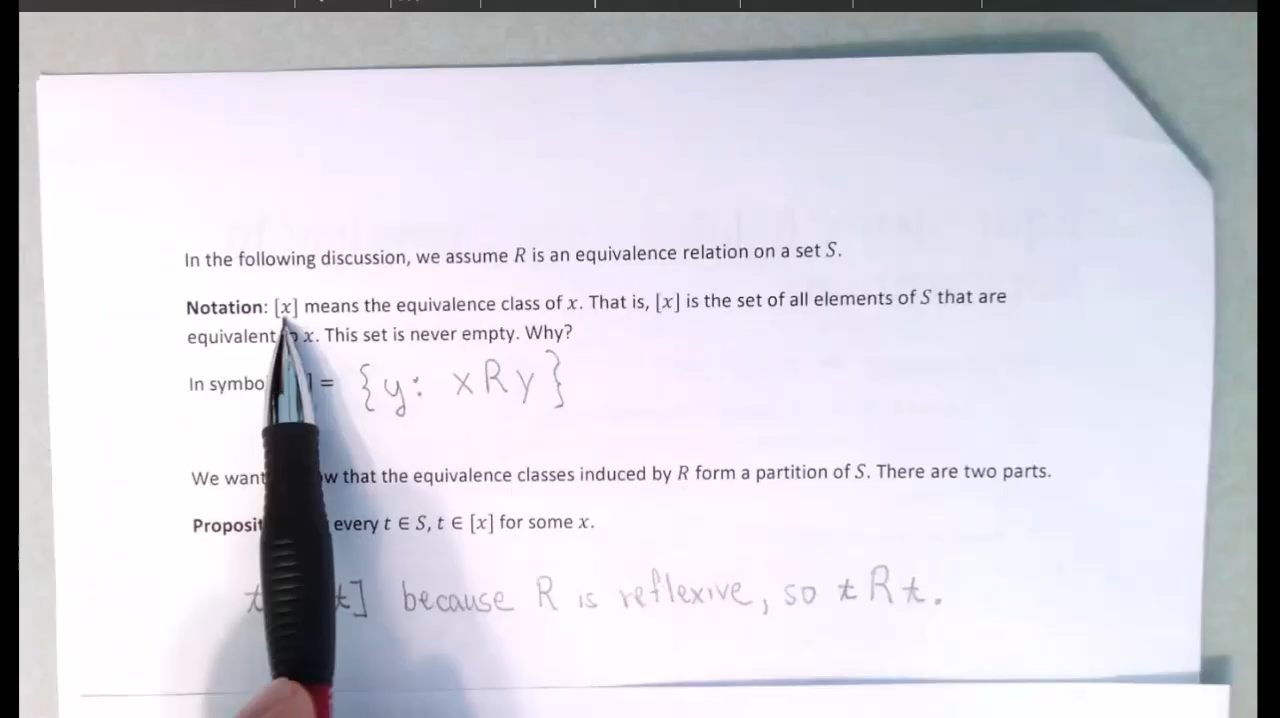 In the following discussion, we assume R is an equivalence relation on a set S.
Notation: [x] means the equivalence class of x. That is, [x] is the set of all elements of S that are
equivalent x. This set is never empty. Why?
In symbo ] = {y: xRy}
We want w that the equivalence classes induced by R form a partition of S. There are two parts.
Proposit every t ∈ S, t ∈ [x] for some x.
t t] because R is reflexive, so tRt.